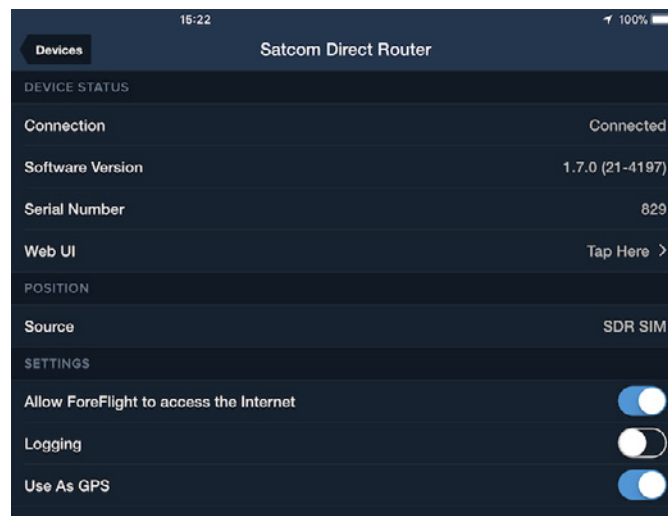 15:22
100%
Devices
Satcom Direct Router
DEVICE STATUS
Connection Connected
Software Version 1.7.0 (21-4197)
Serial Number 829
Web UI Tap Here
POSITION
Source SDR SIM
SETTINGS
Allow ForeFlight to access the Internet
Logging
Use As GPS